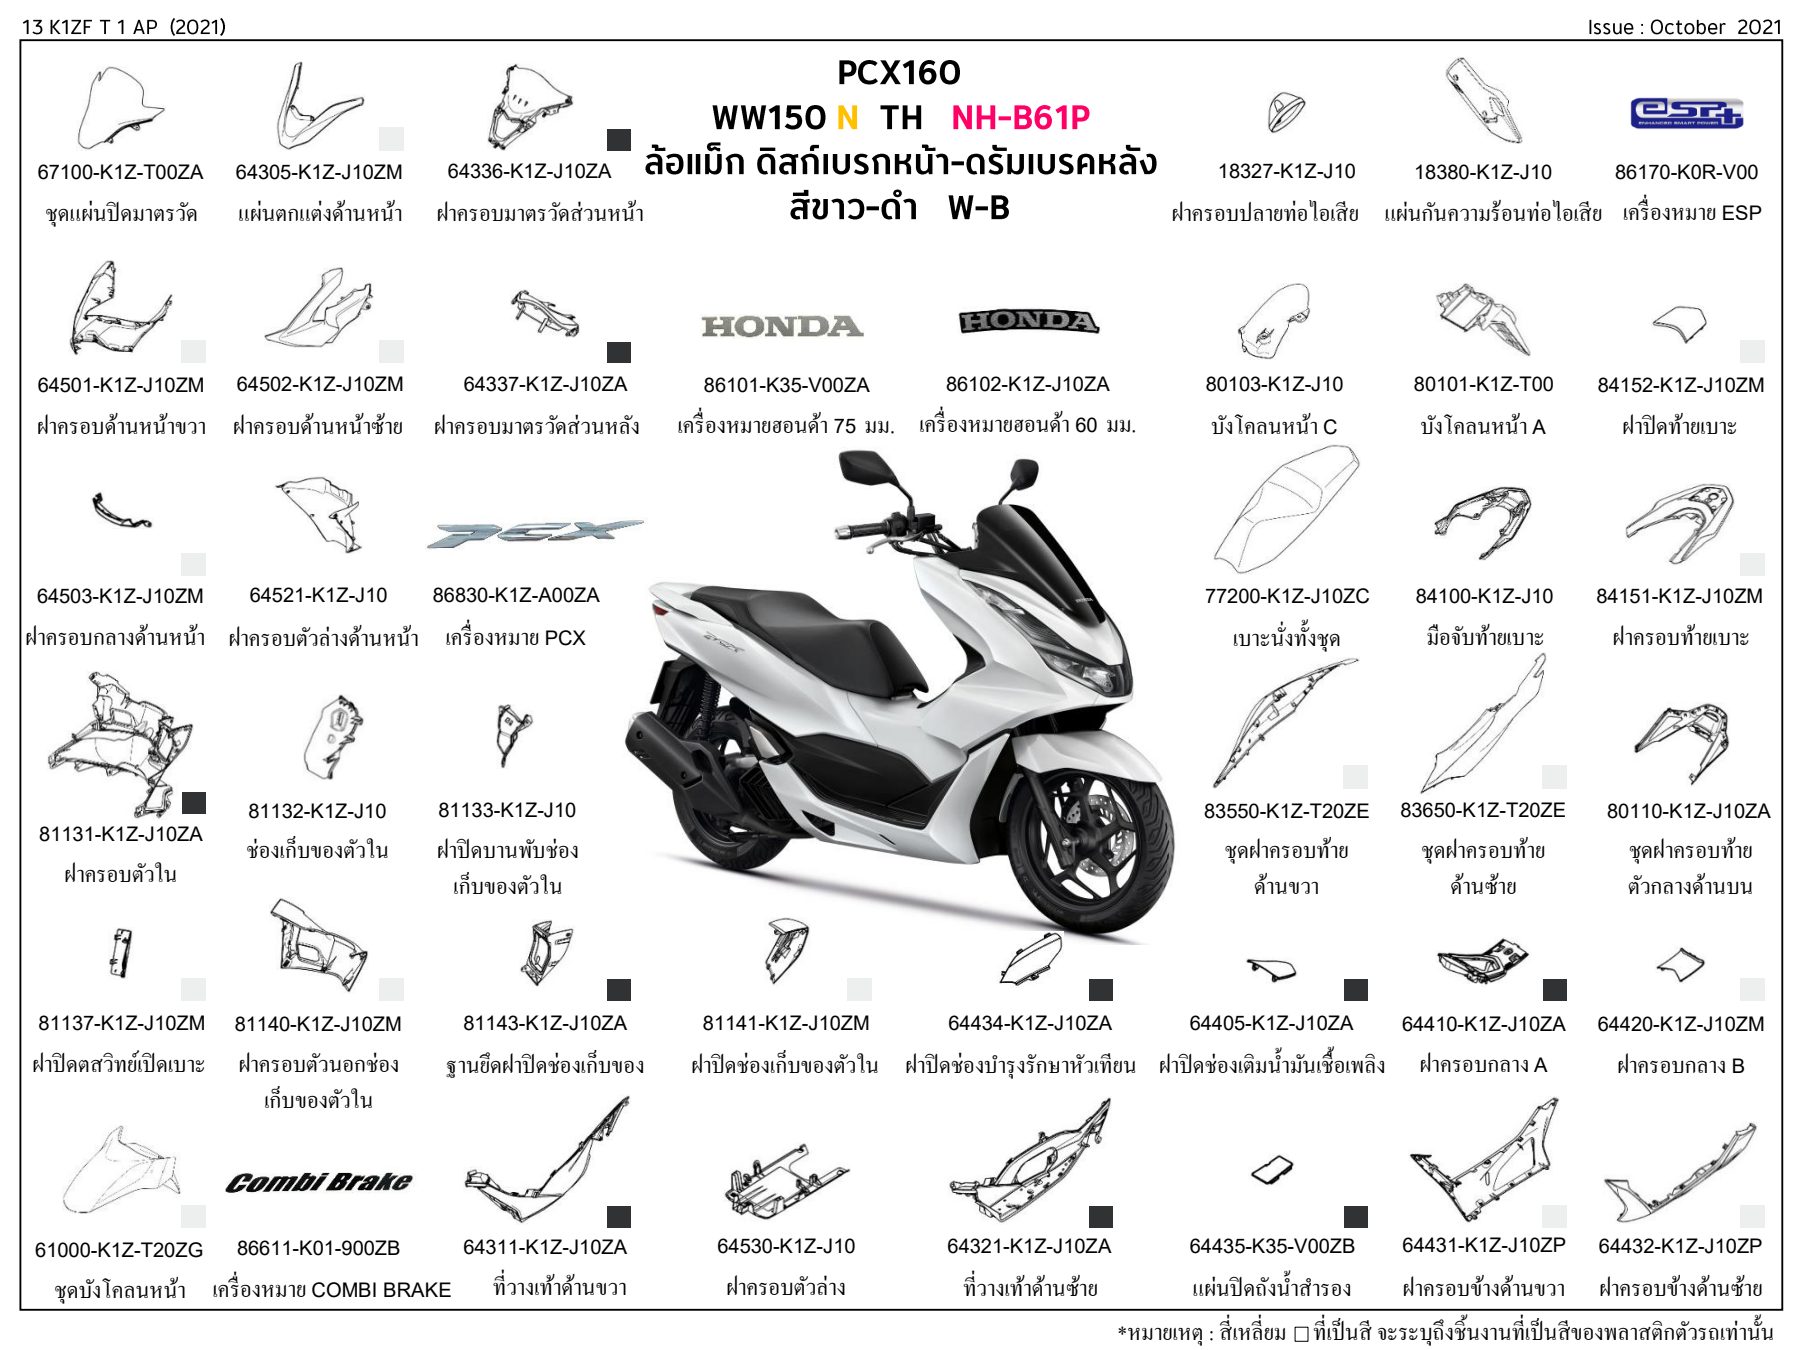 13 K1ZF T 1 AP (2021)
Issue : October 2021
PCX160
WW150 N TH NH-B61P
ล้อแม็ก ดิสก์เบรกหน้า-ดรัมเบรคหลัง
สีขาว-ดำ W-B
67100-K1Z-T00ZA
ชุดแผ่นปิดมาตรวัด
64305-K1Z-J10ZM
แผ่นตกแต่งด้านหน้า
64336-K1Z-J10ZA
ฝาครอบมาตรวัดส่วนหน้า
18327-K1Z-J10
ฝาครอบปลายท่อไอเสีย
18380-K1Z-J10
แผ่นกันความร้อนท่อไอเสีย
eSP+
ENHANCED SMART POWER
86170-K0R-V00
เครื่องหมาย ESP
64501-K1Z-J10ZM
ฝาครอบด้านหน้าขวา
64502-K1Z-J10ZM
ฝาครอบด้านหน้าซ้าย
64337-K1Z-J10ZA
ฝาครอบมาตรวัดส่วนหลัง
HONDA
86101-K35-V00ZA
เครื่องหมายฮอนด้า 75 มม.
HONDA
86102-K1Z-J10ZA
เครื่องหมายฮอนด้า 60 มม.
80103-K1Z-J10
บังโคลนหน้า C
80101-K1Z-T00
บังโคลนหน้า A
84152-K1Z-J10ZM
ฝาปิดท้ายเบาะ
64503-K1Z-J10ZM
ฝาครอบกลางด้านหน้า
64521-K1Z-J10
ฝาครอบตัวล่างด้านหน้า
PCX
86830-K1Z-A00ZA
เครื่องหมาย PCX
77200-K1Z-J10ZC
เบาะนั่งทั้งชุด
84100-K1Z-J10
มือจับท้ายเบาะ
84151-K1Z-J10ZM
ฝาครอบท้ายเบาะ
81131-K1Z-J10ZA
ฝาครอบตัวใน
81132-K1Z-J10
ช่องเก็บของตัวใน
81133-K1Z-J10
ฝาปิดบานพับช่อง
เก็บของตัวใน
83550-K1Z-T20ZE
ชุดฝาครอบท้าย
ด้านขวา
83650-K1Z-T20ZE
ชุดฝาครอบท้าย
ด้านซ้าย
80110-K1Z-J10ZA
ชุดฝาครอบท้าย
ตัวกลางด้านบน
81137-K1Z-J10ZM
ฝาปิดตสวิทย์เปิดเบาะ
81140-K1Z-J10ZM
ฝาครอบตัวนอกช่อง
เก็บของตัวใน
81143-K1Z-J10ZA
ฐานยึดฝาปิดช่องเก็บของ
81141-K1Z-J10ZM
ฝาปิดช่องเก็บของตัวใน
64434-K1Z-J10ZA
ฝาปิดช่องบำรุงรักษาหัวเทียน
64405-K1Z-J10ZA
ฝาปิดช่องเติมน้ำมันเชื้อเพลิง
64410-K1Z-J10ZA
ฝาครอบกลาง A
64420-K1Z-J10ZM
ฝาครอบกลาง B
61000-K1Z-T20ZG
ชุดบังโคลนหน้า
Combi Brake
86611-K01-900ZB
เครื่องหมาย COMBI BRAKE
64311-K1Z-J10ZA
ที่วางเท้าด้านขวา
64530-K1Z-J10
ฝาครอบตัวล่าง
64321-K1Z-J10ZA
ที่วางเท้าด้านซ้าย
64435-K35-V00ZB
แผ่นปิดถังน้ำสำรอง
64431-K1Z-J10ZP
ฝาครอบข้างด้านขวา
64432-K1Z-J10ZP
ฝาครอบข้างด้านซ้าย
*หมายเหตุ : สี่เหลี่ยม □ ที่เป็นสี จะระบุถึงชิ้นงานที่เป็นสีของพลาสติกตัวรถเท่านั้น